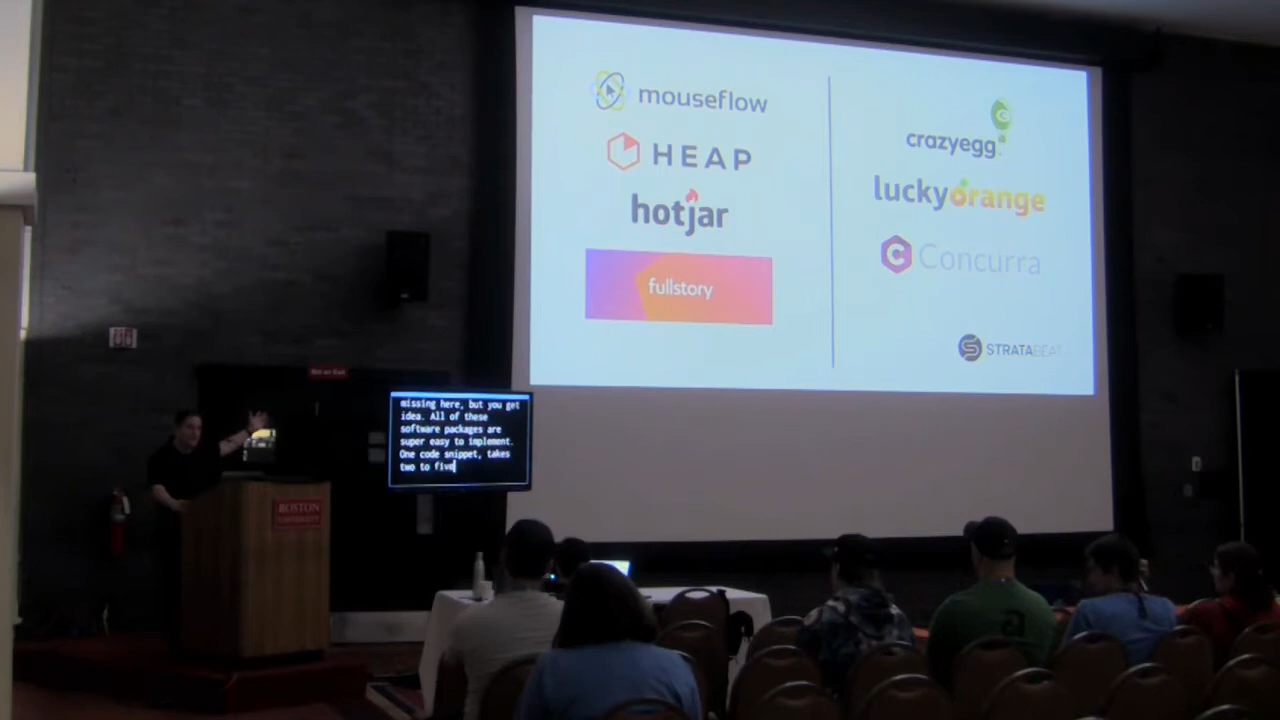 mouseflow
HEAP
hotjar
fullstory
crazyegg
luckyorange
Concurra
STRATABEAT
missing here, but you get
idea. All of these
software packages are
super easy to implement.
One code snippet, takes
two to five
BOSTON
UNIVERSITY